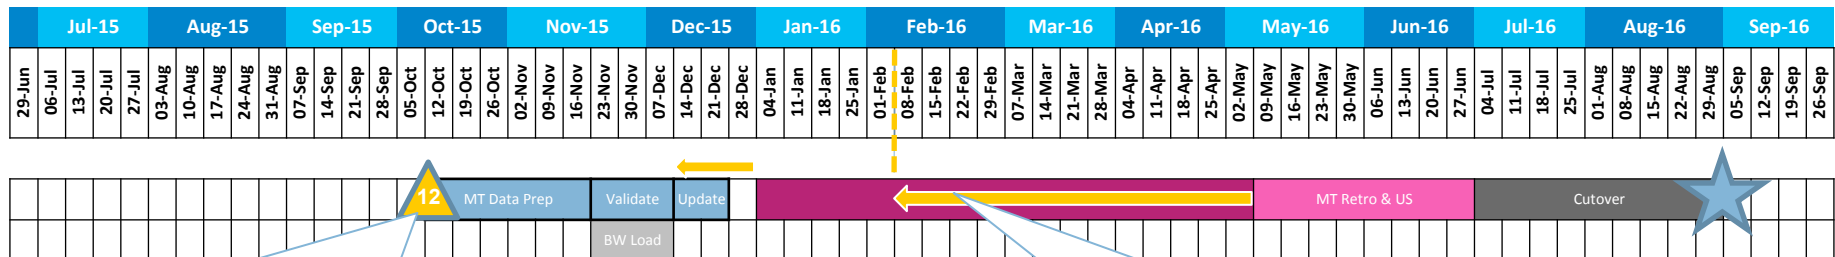 Jul-15 Aug-15 Sep-15 Oct-15 Nov-15 Dec-15 Jan-16 Feb-16 Mar-16 Apr-16 May-16 Jun-16 Jul-16 Aug-16 Sep-16
29-Jun 06-Jul 13-Jul 20-Jul 27-Jul 03-Aug 10-Aug 17-Aug 24-Aug 31-Aug 07-Sep 14-Sep 21-Sep 28-Sep 05-Oct 12-Oct 19-Oct 26-Oct 02-Nov 09-Nov 16-Nov 23-Nov 30-Nov 07-Dec 14-Dec 21-Dec 28-Dec 04-Jan 11-Jan 18-Jan 25-Jan 01-Feb 08-Feb 15-Feb 22-Feb 29-Feb 07-Mar 14-Mar 21-Mar 28-Mar 04-Apr 11-Apr 18-Apr 25-Apr 02-May 09-May 16-May 23-May 30-May 06-Jun 13-Jun 20-Jun 27-Jun 04-Jul 11-Jul 18-Jul 25-Jul 01-Aug 08-Aug 15-Aug 22-Aug 29-Aug 05-Sep 12-Sep 19-Sep 26-Sep
12 MT Data Prep Validate Update MT Retro & US Cutover
BW Load